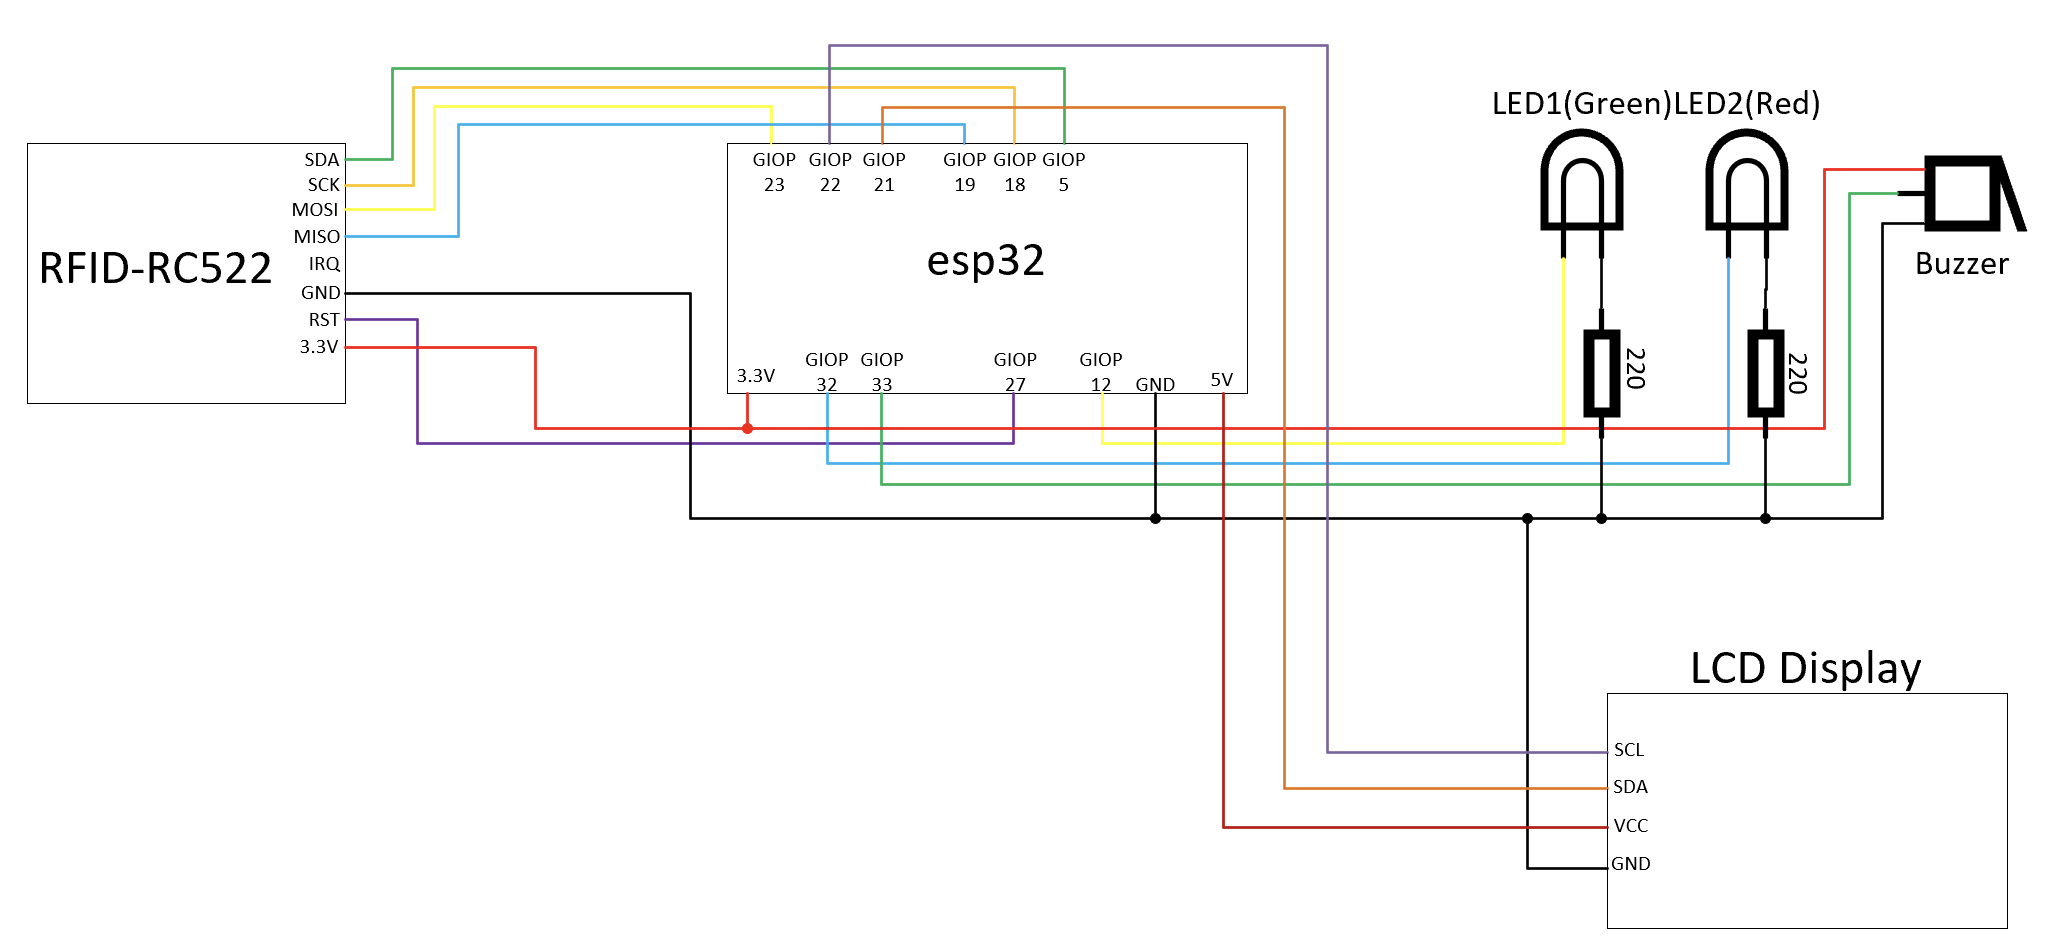 LED1(Green)LED2(Red)
SDA
SCK
MOSI
MISO
IRQ
GND
RST
3.3V
RFID-RC522
GIOP 23
GIOP 22
GIOP 21
GIOP 19
GIOP 18
GIOP 5
esp32
3.3V
GIOP 32
GIOP 33
GIOP 27
GIOP 12
GND
5V
220
220
Buzzer
LCD Display
SCL
SDA
VCC
GND